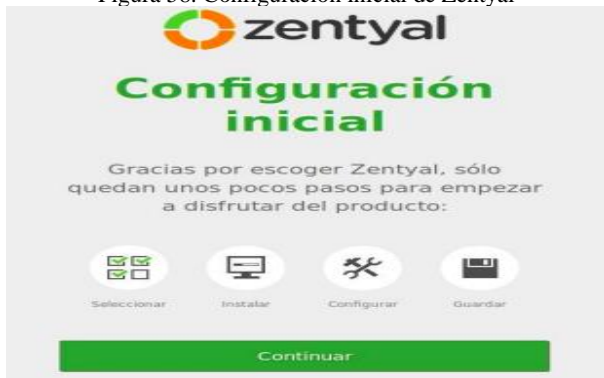 Figura 38. Configuración inicial de Zentyal
zentyal
Configuración
inicial
Gracias por escoger Zentyal, sólo
quedan unos pocos pasos para empezar
a disfrutar del producto:
Seleccionar
Instalar
Configurar
Guardar
Continuar